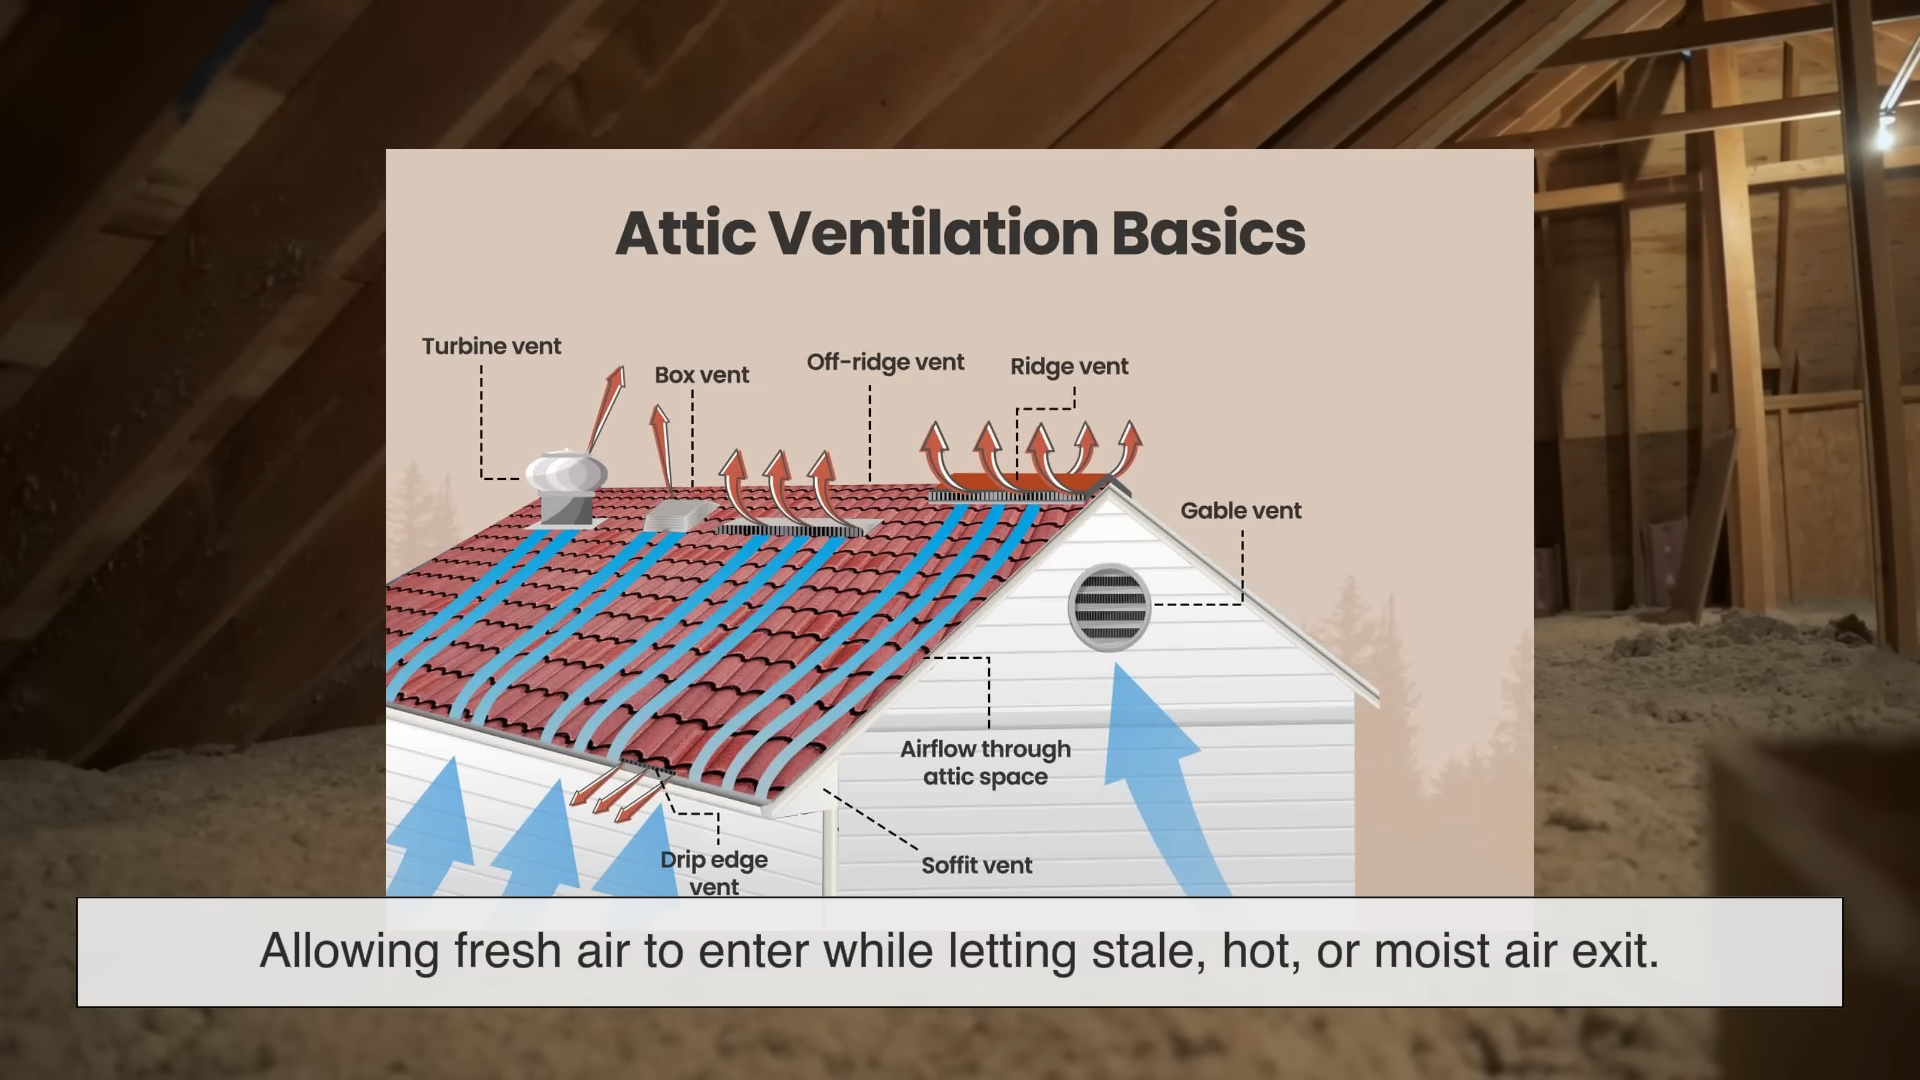 Attic Ventilation Basics
Turbine vent
Box vent
Off-ridge vent
Ridge vent
Gable vent
Airflow through
attic space
Drip edge
vent
Soffit vent
Allowing fresh air to enter while letting stale, hot, or moist air exit.